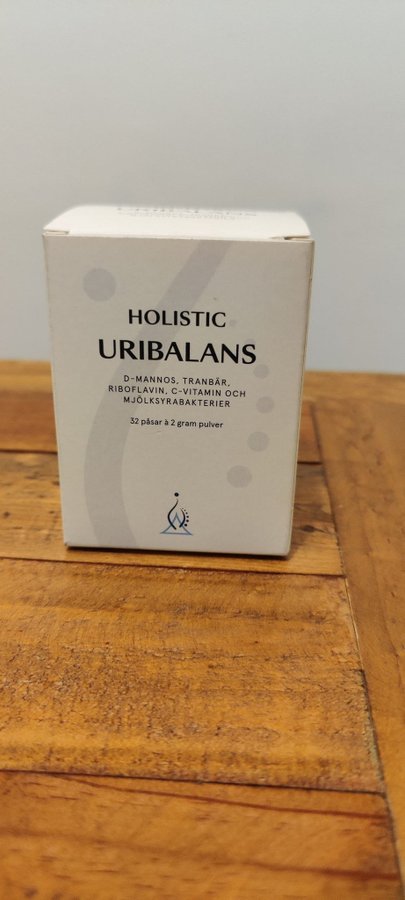 HOLISTIC
URIBALANS
D-MANNOS, TRANBÄR,
RIBOFLAVIN, C-VITAMIN OCH
MJÖLKSYRABAKTERIER
32 påsar à 2 gram pulver